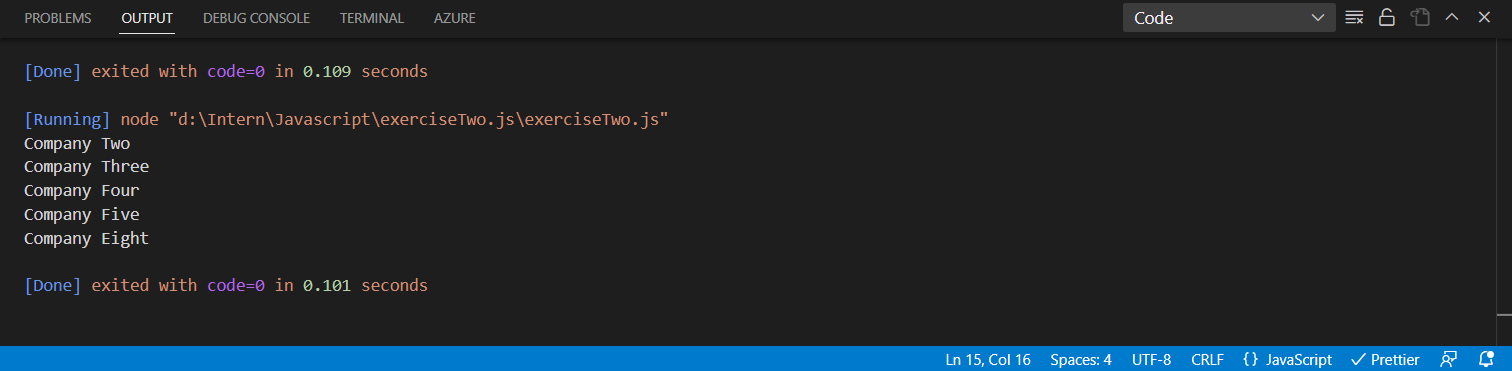 PROBLEMS OUTPUT DEBUG CONSOLE TERMINAL AZURE Code
[Done] exited with code=0 in 0.109 seconds
[Running] node "d:\Intern\Javascript\exerciseTwo.js\exerciseTwo.js"
Company Two
Company Three
Company Four
Company Five
Company Eight
[Done] exited with code=0 in 0.101 seconds
Ln 15, Col 16 Spaces: 4 UTF-8 CRLF {} JavaScript Prettier